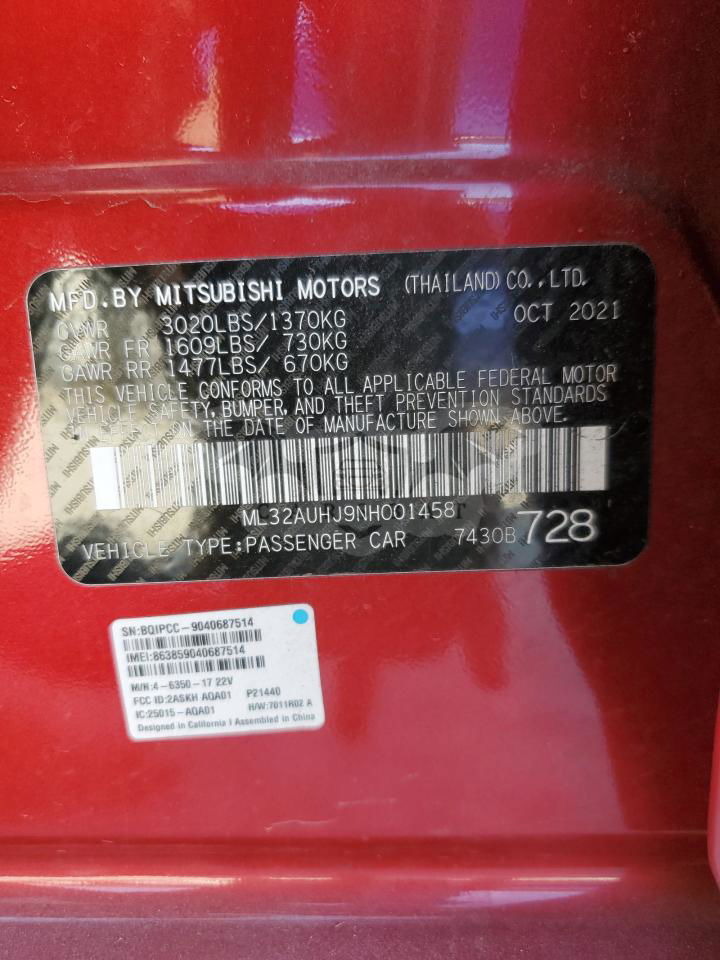 MFD.BY MITSUBISHI MOTORS (THAILAND) CO.,LTD.
GVWR 3020LBS/1370KG OCT 2021
GAWR FR 1609LBS/ 730KG
GAWR RR 1477LBS/ 670KG
THIS VEHICLE CONFORMS TO ALL APPLICABLE FEDERAL MOTOR
VEHICLE SAFETY,BUMPER,AND THEFT PREVENTION STANDARDS
IN EFFECT ON THE DATE OF MANUFACTURE SHOWN ABOVE.
ML32AUHJ9NH001458
VEHICLE TYPE:PASSENGER CAR 7430B728
SN:BQIPCC-9040687514
IMEI:863859040687514
M/N:4-6350-17 22V
FCC ID:2ASKH AQA01 P21440
IC:25015-AQA01 H/W:7011R02 A
Designed in California | Assembled in China